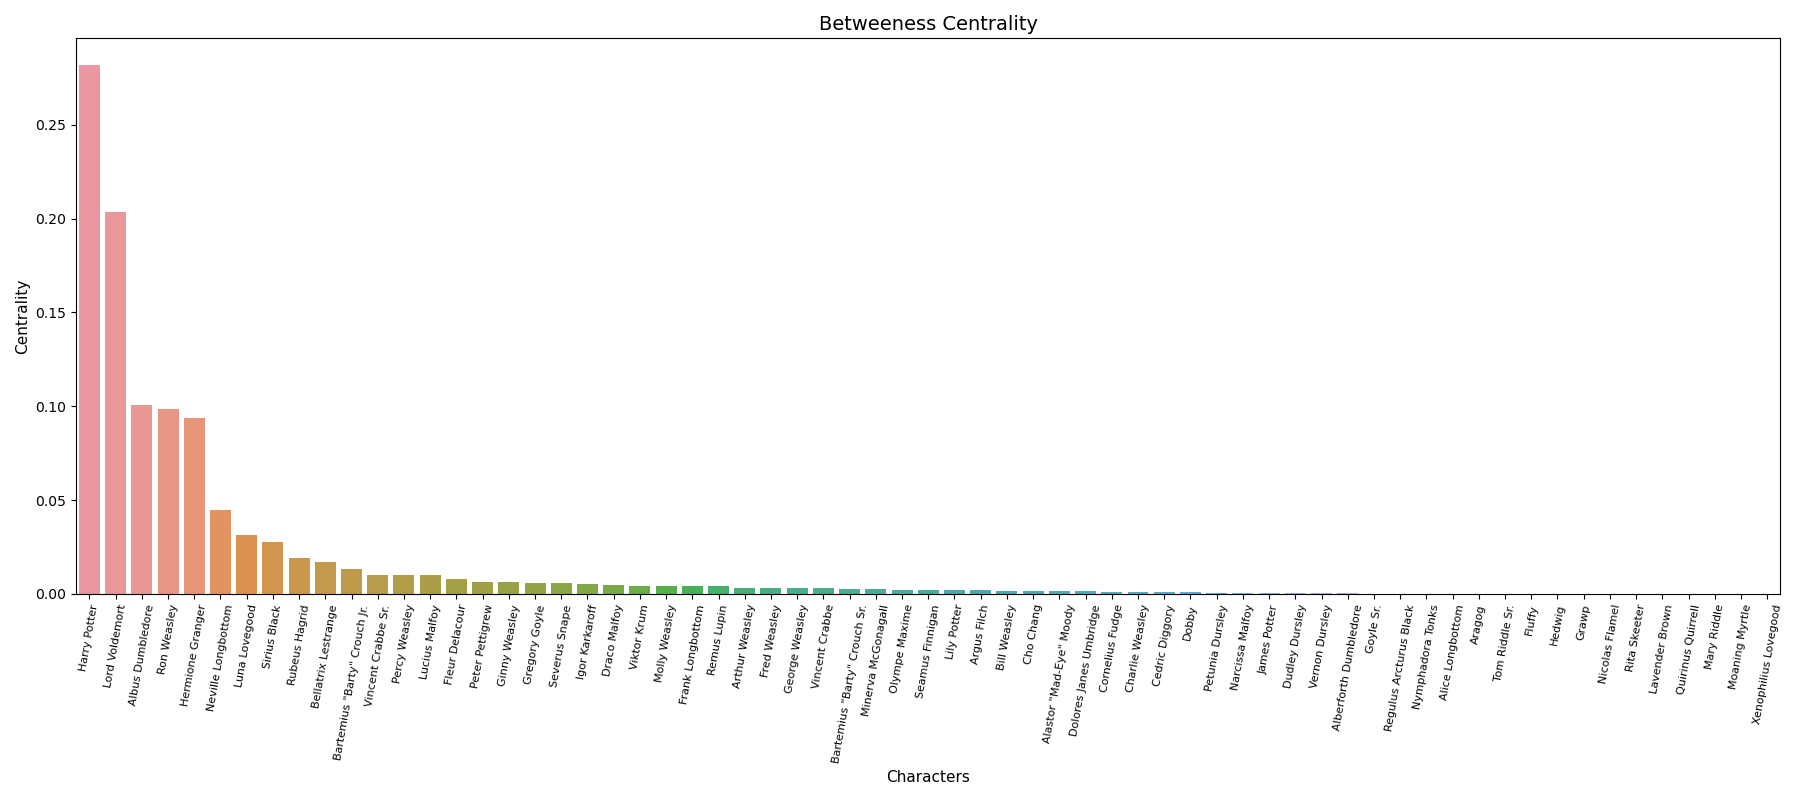 Betweeness Centrality
Centrality
0.25
0.20
0.15
0.10
0.05
0.00
Harry Potter
Lord Voldemort
Albus Dumbledore
Ron Weasley
Hermione Granger
Neville Longbottom
Luna Lovegood
Sirius Black
Rubeus Hagrid
Bellatrix Lestrange
Bartemius "Barty" Crouch Jr.
Vincent Crabbe Sr.
Percy Weasley
Lucius Malfoy
Fleur Delacour
Peter Pettigrew
Ginny Weasley
Gregory Goyle
Severus Snape
Igor Karkaroff
Draco Malfoy
Viktor Krum
Molly Weasley
Frank Longbottom
Remus Lupin
Arthur Weasley
Fred Weasley
George Weasley
Vincent Crabbe
Bartemius "Barty" Crouch Sr.
Minerva McGonagall
Olympe Maxime
Seamus Finnigan
Lily Potter
Argus Filch
Bill Weasley
Cho Chang
Alastor "Mad-Eye" Moody
Dolores Janes Umbridge
Cornelius Fudge
Charlie Weasley
Cedric Diggory
Dobby
Petunia Dursley
Narcissa Malfoy
James Potter
Dudley Dursley
Vernon Dursley
Alberforth Dumbledore
Goyle Sr.
Regulus Arcturus Black
Nymphadora Tonks
Alice Longbottom
Aragog
Tom Riddle Sr.
Fluffy
Hedwig
Grawp
Nicolas Flamel
Rita Skeeter
Lavender Brown
Quirinus Quirrell
Mary Riddle
Moaning Myrtle
Xenophilius Lovegood
Characters